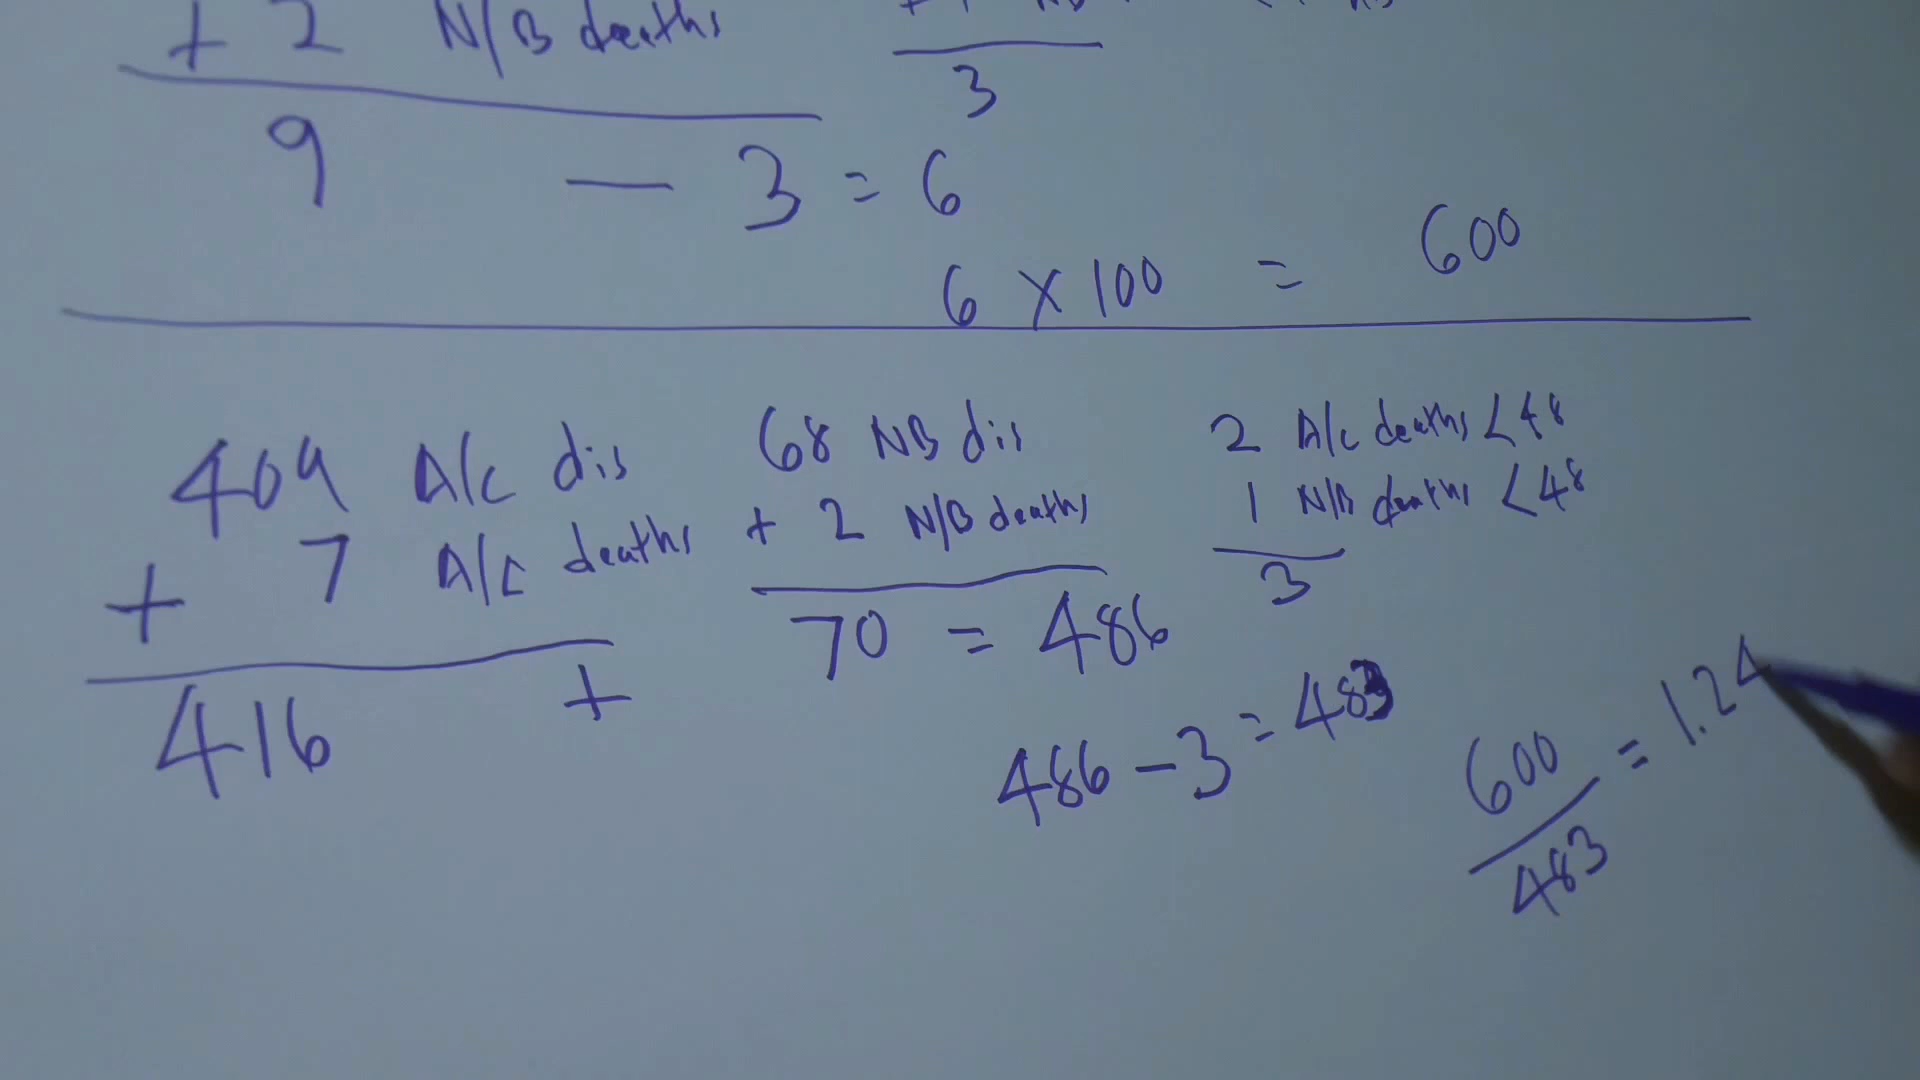 + 2 N/B deaths
3
9 — 3 = 6
6 X 100 = 600
409 A/C dis 68 NB dis 2 A/C deaths <48
+ 7 A/C deaths + 2 N/B deaths 1 N/B deaths <48
3
416 + 70 = 486
486 - 3 = 483
600 = 1.24
483